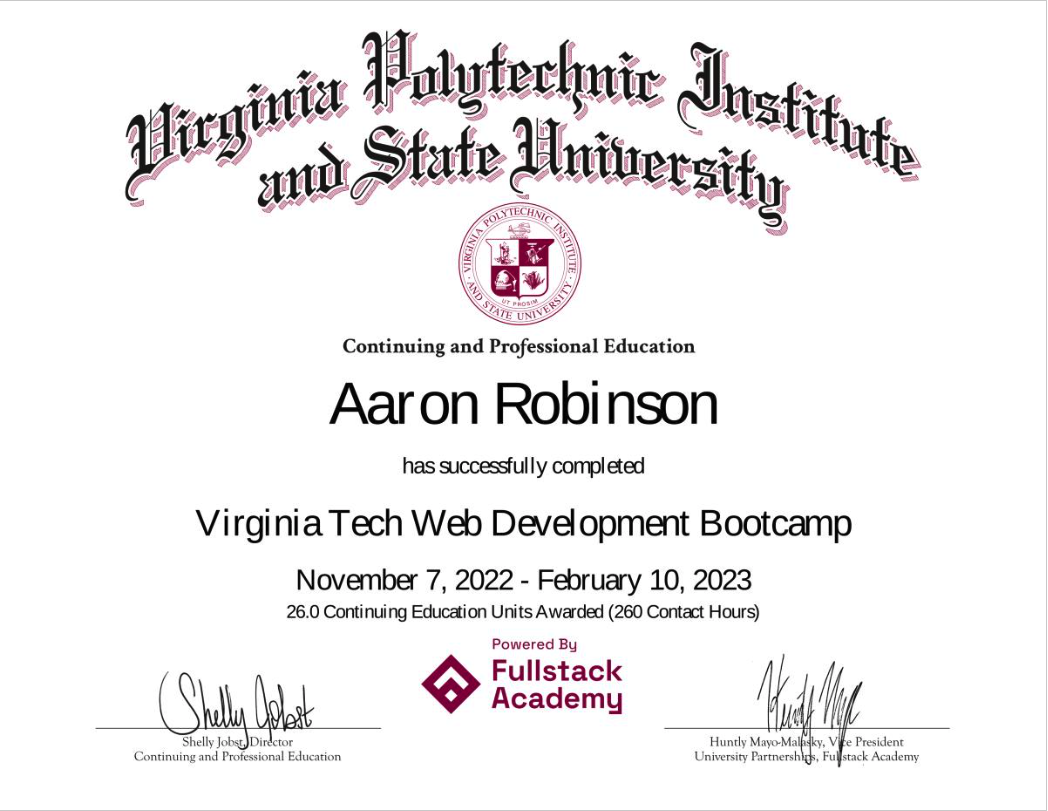 Virginia Polytechnic Institute
and State University
VIRGINIA POLYTECHNIC INSTITUTE
· AND STATE UNIVERSITY ·
UT PROSIM
Continuing and Professional Education
Aaron Robinson
has successfully completed
Virginia Tech Web Development Bootcamp
November 7, 2022 - February 10, 2023
26.0 Continuing Education Units Awarded (260 Contact Hours)
Powered By
Fullstack
Academy
Shelly Jobst
Shelly Jobst, Director
Continuing and Professional Education
Huntly Mayo-Malasky, Vice President
University Partnerships, Fullstack Academy